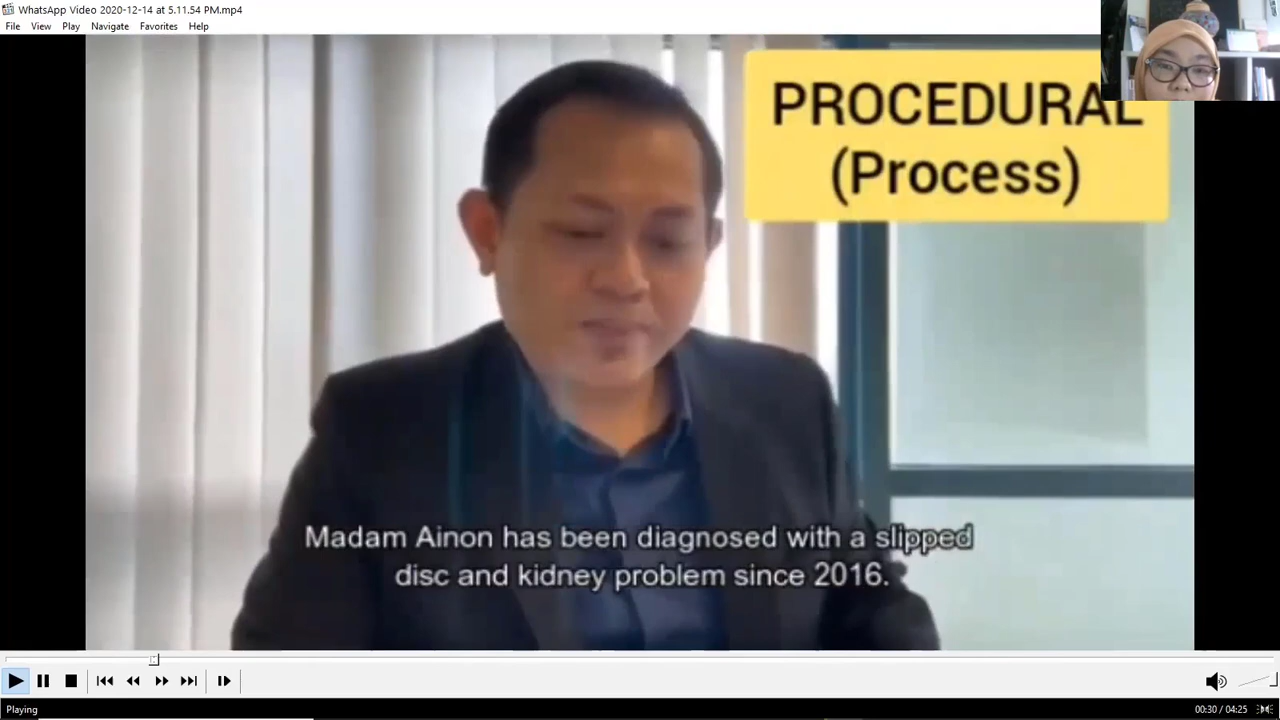 WhatsApp Video 2020-12-14 at 5.11.54 PM.mp4
File View Play Navigate Favorites Help
PROCEDURAL
(Process)
Madam Ainon has been diagnosed with a slipped
disc and kidney problem since 2016.
Playing
00:30 / 04:25